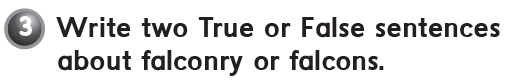 3 Write two True or False sentences
about falconry or falcons.